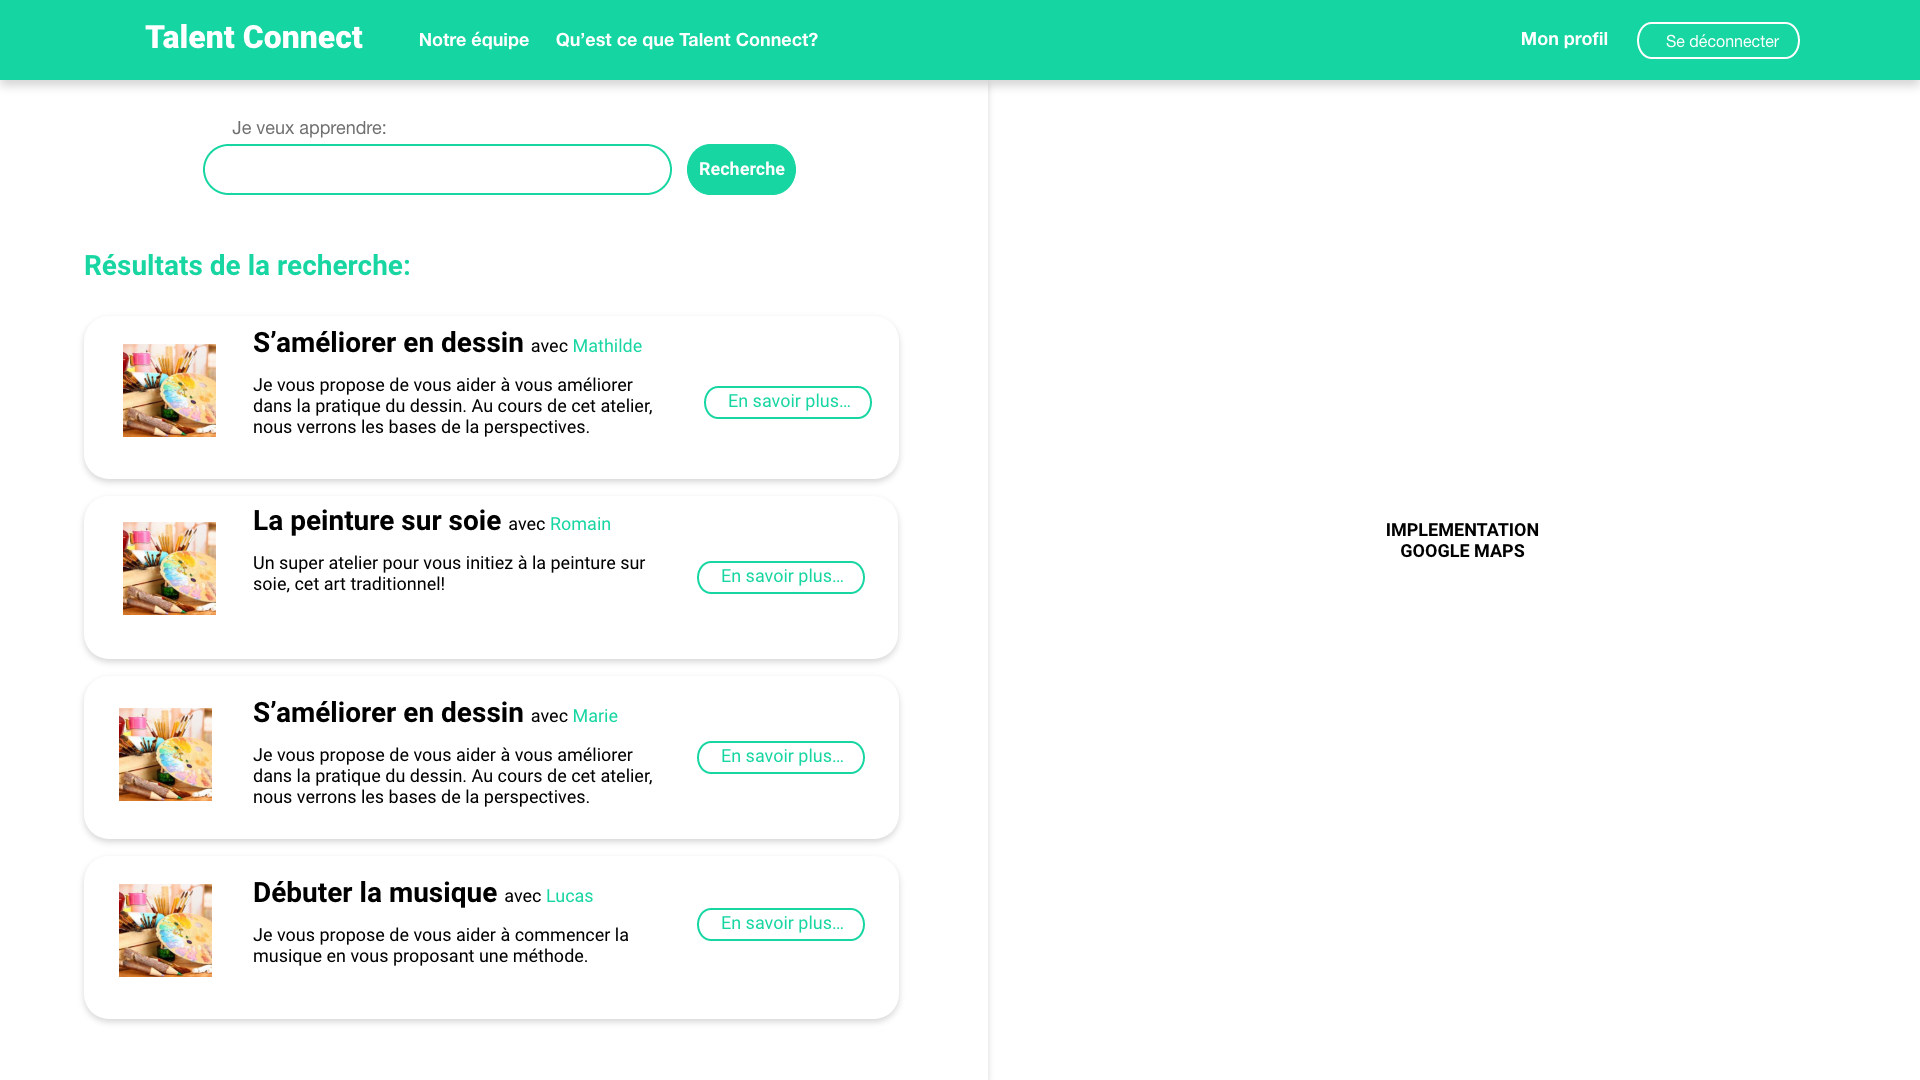 Talent Connect
Notre équipe
Qu’est ce que Talent Connect?
Mon profil
Se déconnecter
Je veux apprendre:
Recherche
Résultats de la recherche:
S’améliorer en dessin avec Mathilde
Je vous propose de vous aider à vous améliorer
dans la pratique du dessin. Au cours de cet atelier,
nous verrons les bases de la perspectives.
En savoir plus...
La peinture sur soie avec Romain
Un super atelier pour vous initiez à la peinture sur
soie, cet art traditionnel!
En savoir plus...
S’améliorer en dessin avec Marie
Je vous propose de vous aider à vous améliorer
dans la pratique du dessin. Au cours de cet atelier,
nous verrons les bases de la perspectives.
En savoir plus...
Débuter la musique avec Lucas
Je vous propose de vous aider à commencer la
musique en vous proposant une méthode.
En savoir plus...
IMPLEMENTATION
GOOGLE MAPS